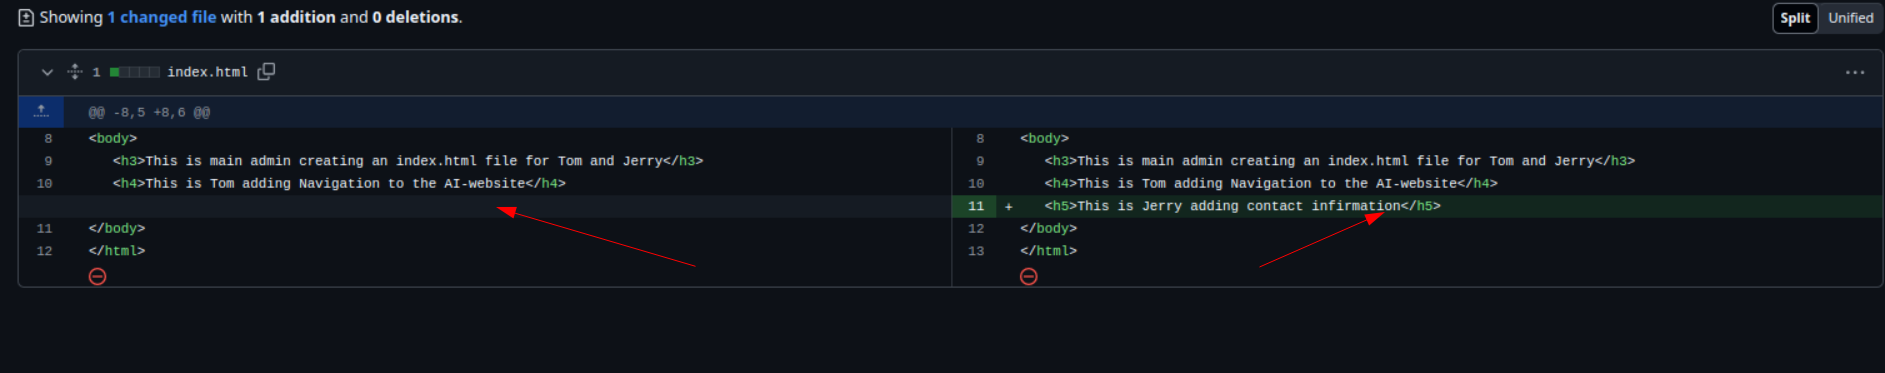 Showing 1 changed file with 1 addition and 0 deletions.
Split Unified
1 index.html
@@ -8,5 +8,6 @@
8 <body>
9 <h3>This is main admin creating an index.html file for Tom and Jerry</h3>
10 <h4>This is Tom adding Navigation to the AI-website</h4>
11 </body>
12 </html>
8 <body>
9 <h3>This is main admin creating an index.html file for Tom and Jerry</h3>
10 <h4>This is Tom adding Navigation to the AI-website</h4>
11 + <h5>This is Jerry adding contact infirmation</h5>
12 </body>
13 </html>